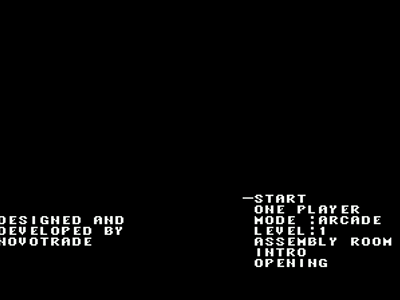 DESIGNED AND
DEVELOPED BY
NOVOTRADE
—START
ONE PLAYER
MODE :ARCADE
LEVEL:1
ASSEMBLY ROOM
INTRO
OPENING